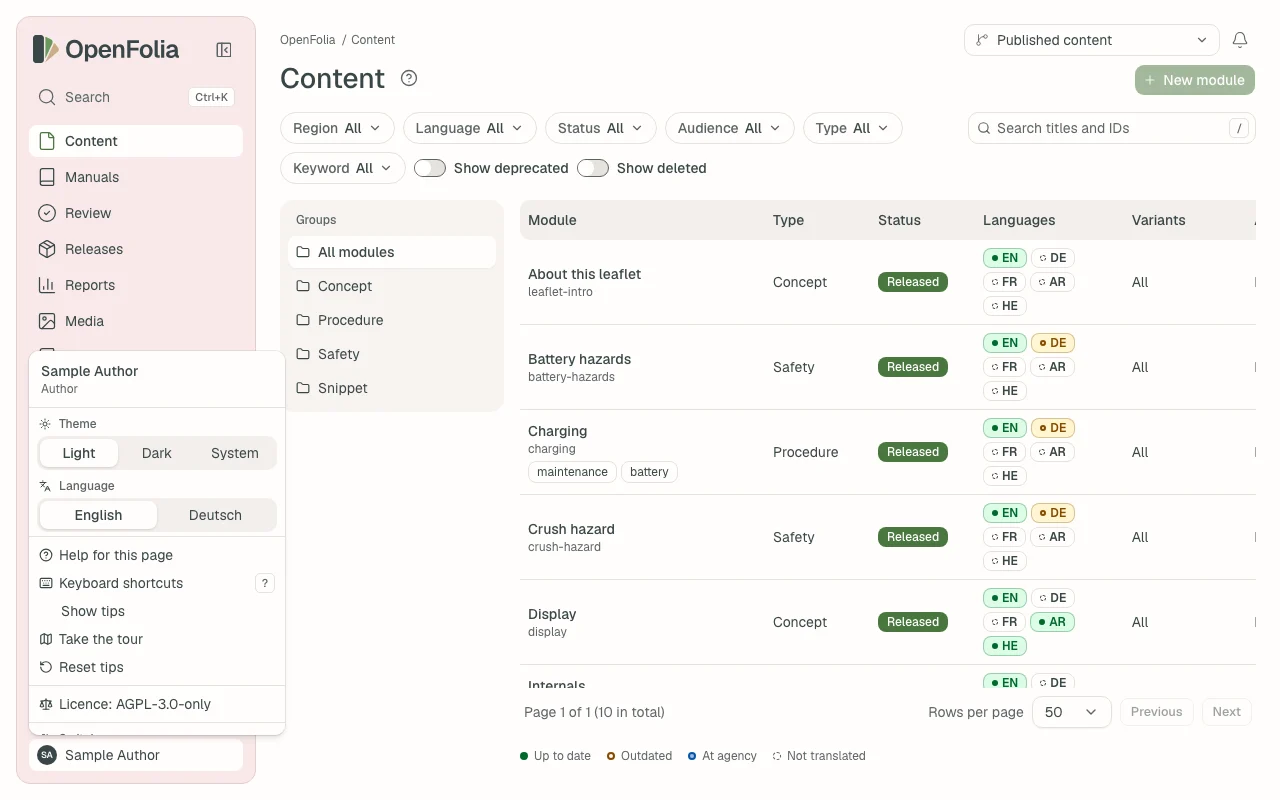 OpenFolia
Search Ctrl+K
Content
Manuals
Review
Releases
Reports
Media
Sample Author
Author
Theme
Light Dark System
Language
English Deutsch
Help for this page
Keyboard shortcuts ?
Show tips
Take the tour
Reset tips
Licence: AGPL-3.0-only
SA Sample Author
OpenFolia / Content
Published content
Content
New module
Region All
Language All
Status All
Audience All
Type All
Search titles and IDs /
Keyword All
Show deprecated
Show deleted
Groups
All modules
Concept
Procedure
Safety
Snippet
Module Type Status Languages Variants
About this leaflet
leaflet-intro
Concept Released EN DE FR AR HE All
Battery hazards
battery-hazards
Safety Released EN DE FR AR HE All
Charging
charging
maintenance battery
Procedure Released EN DE FR AR HE All
Crush hazard
crush-hazard
Safety Released EN DE FR AR HE All
Display
display
Concept Released EN DE FR AR HE All
Internals EN DE
Page 1 of 1 (10 in total)
Rows per page 50 Previous Next
Up to date Outdated At agency Not translated